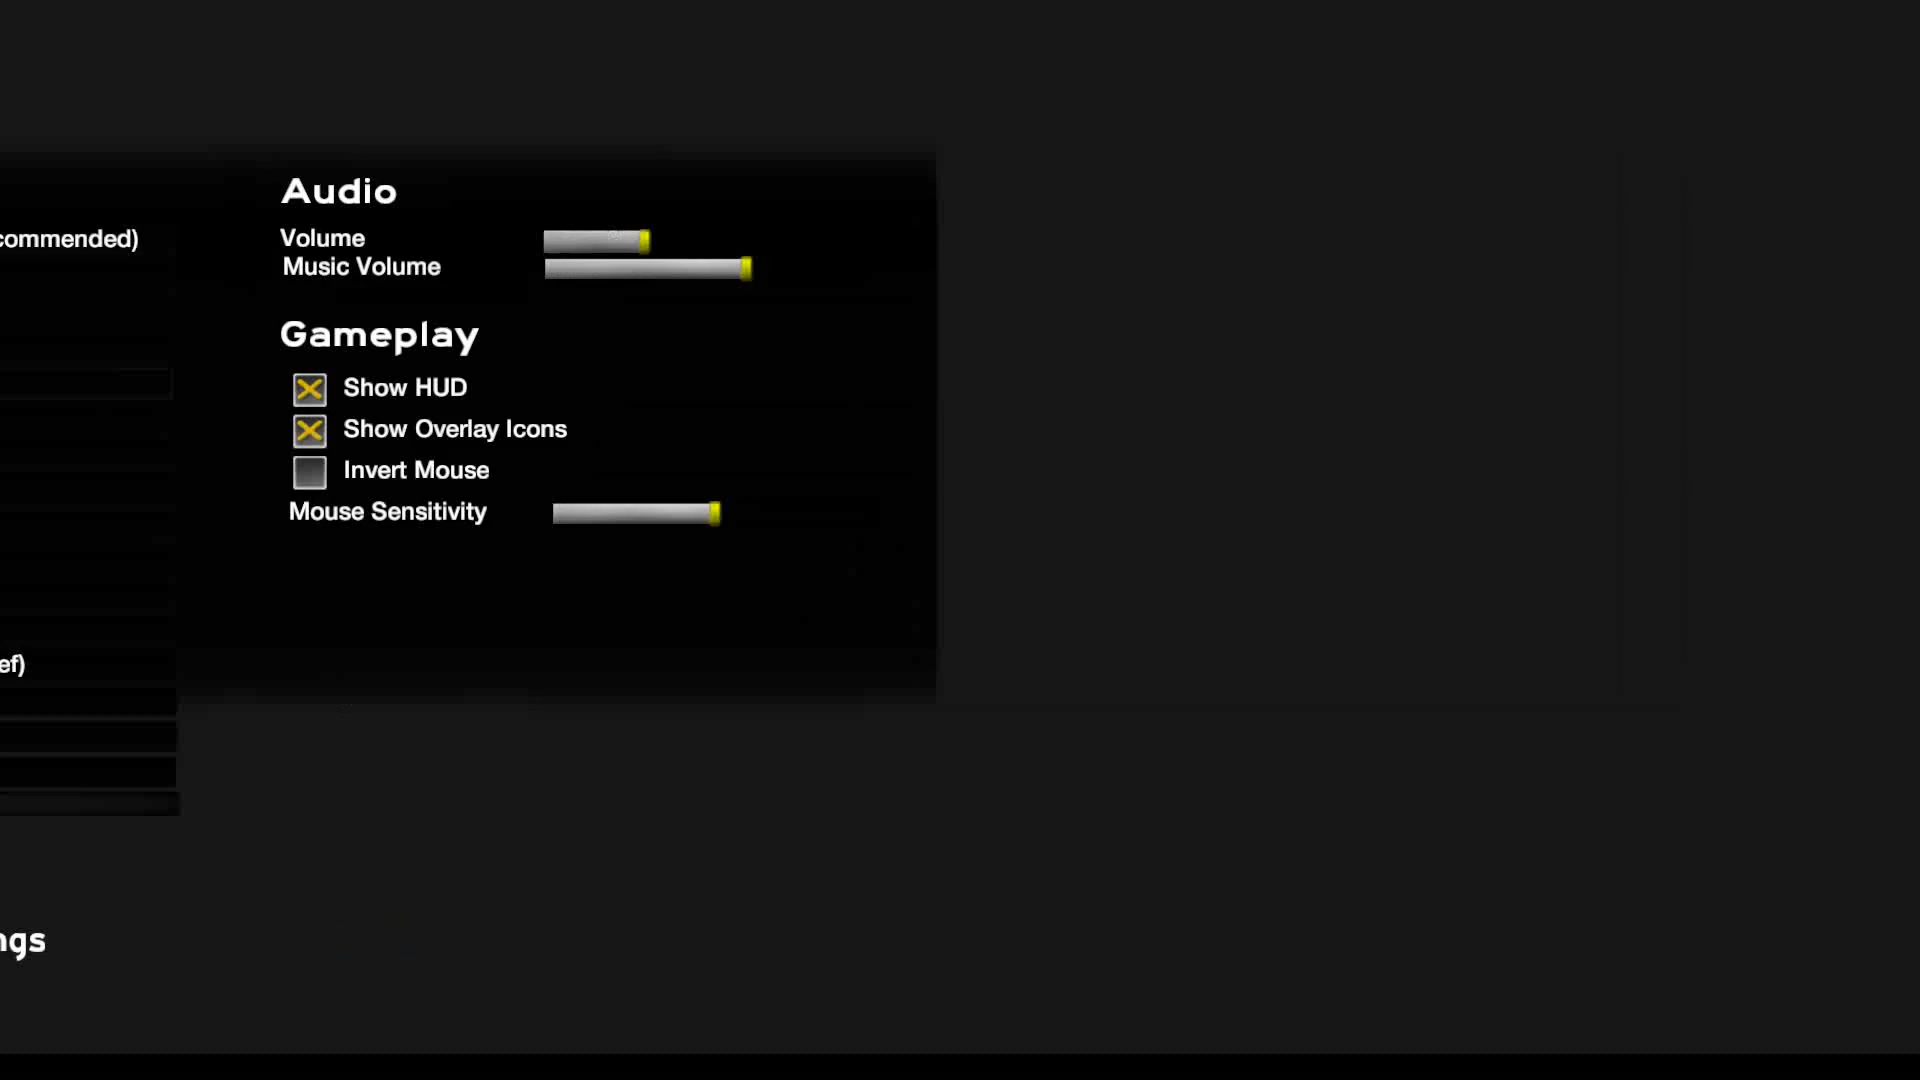 Audio
commended)
Volume
Music Volume
Gameplay
Show HUD
Show Overlay Icons
Invert Mouse
Mouse Sensitivity
ef)
ngs